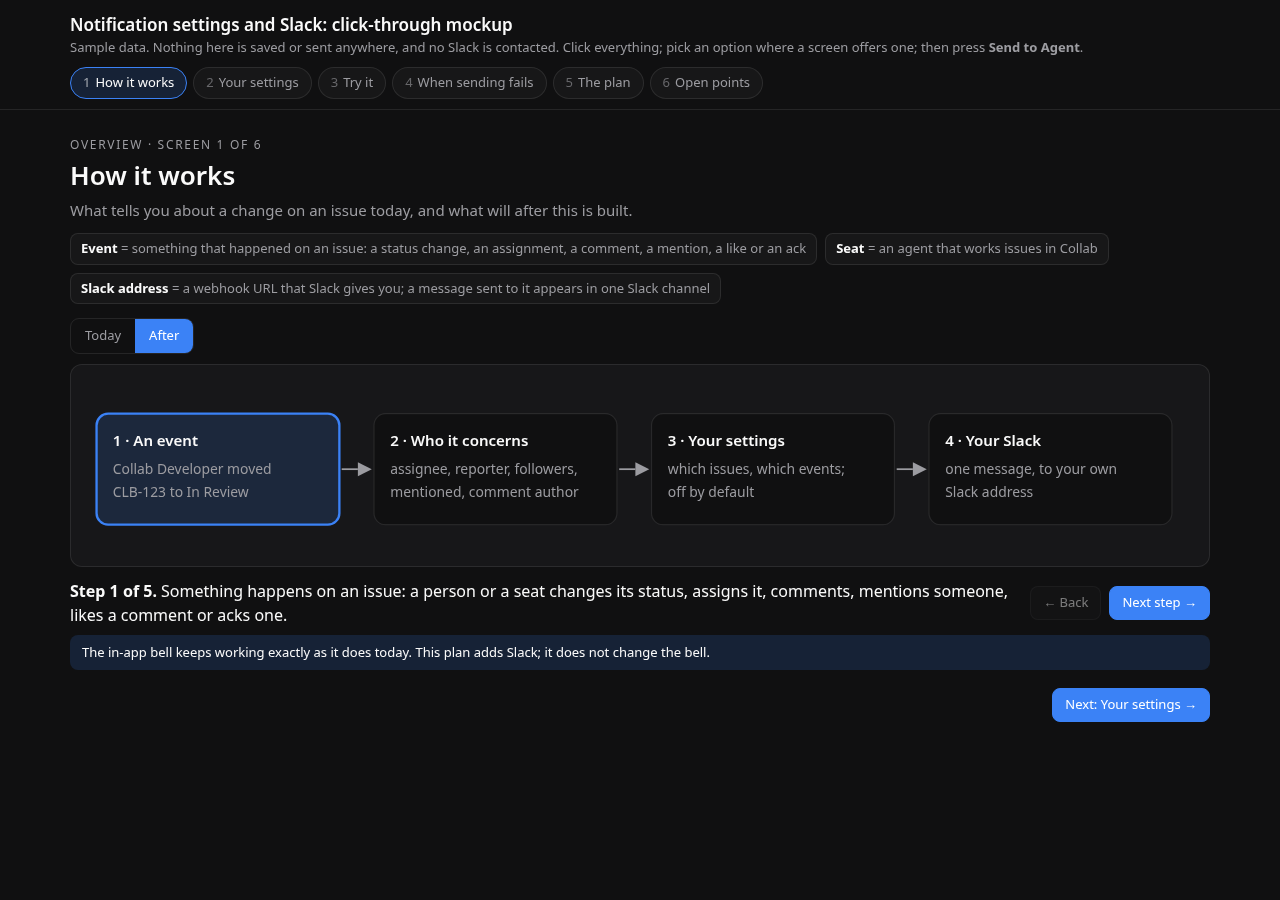 Notification settings and Slack: click-through mockup
Sample data. Nothing here is saved or sent anywhere, and no Slack is contacted. Click everything; pick an option where a screen offers one; then press Send to Agent.
1 How it works
2 Your settings
3 Try it
4 When sending fails
5 The plan
6 Open points
OVERVIEW · SCREEN 1 OF 6
How it works
What tells you about a change on an issue today, and what will after this is built.
Event = something that happened on an issue: a status change, an assignment, a comment, a mention, a like or an ack
Seat = an agent that works issues in Collab
Slack address = a webhook URL that Slack gives you; a message sent to it appears in one Slack channel
Today
After
1 · An event
Collab Developer moved
CLB-123 to In Review
2 · Who it concerns
assignee, reporter, followers,
mentioned, comment author
3 · Your settings
which issues, which events;
off by default
4 · Your Slack
one message, to your own
Slack address
Step 1 of 5. Something happens on an issue: a person or a seat changes its status, assigns it, comments, mentions someone,
likes a comment or acks one.
← Back
Next step →
The in-app bell keeps working exactly as it does today. This plan adds Slack; it does not change the bell.
Next: Your settings →